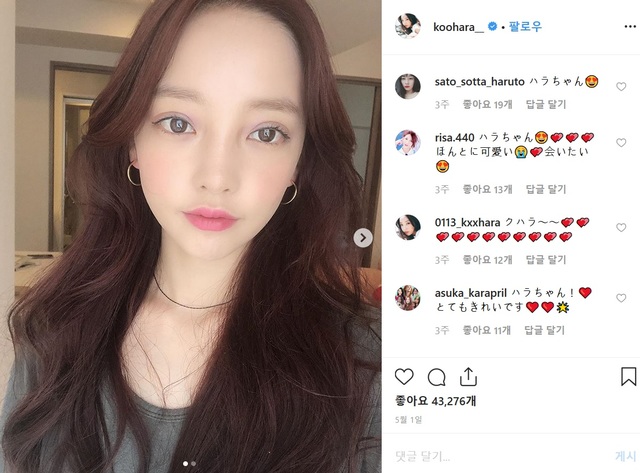 koohara__ • 팔로우
sato_sotta_haruto ハラちゃん😍
3주 좋아요 19개 답글 달기
risa.440 ハラちゃん😍💕💕💕
ほんとに可愛い😭💕会いたい
😍
3주 좋아요 13개 답글 달기
0113_kxxhara クハラ〜〜💕💕
💕💕💕💕💕💕💕💕💕
3주 좋아요 12개 답글 달기
asuka_karapril ハラちゃん！❤
とてもきれいです❤❤🌟
3주 좋아요 11개 답글 달기
좋아요 43,276개
5월 1일
댓글 달기... 게시